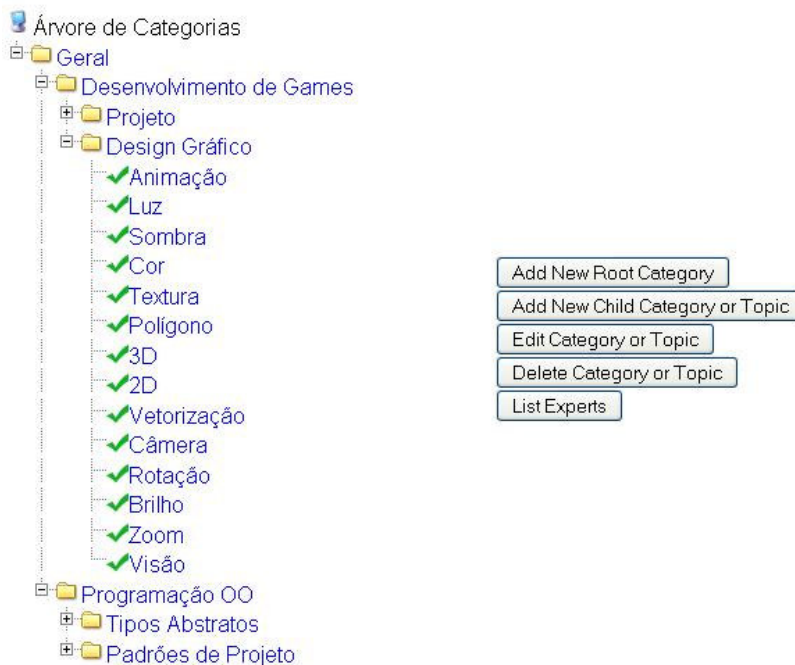 Árvore de Categorias
Geral
Desenvolvimento de Games
Projeto
Design Gráfico
Animação
Luz
Sombra
Cor
Textura
Polígono
3D
2D
Vetorização
Câmera
Rotação
Brilho
Zoom
Visão
Programação OO
Tipos Abstratos
Padrões de Projeto
Add New Root Category
Add New Child Category or Topic
Edit Category or Topic
Delete Category or Topic
List Experts